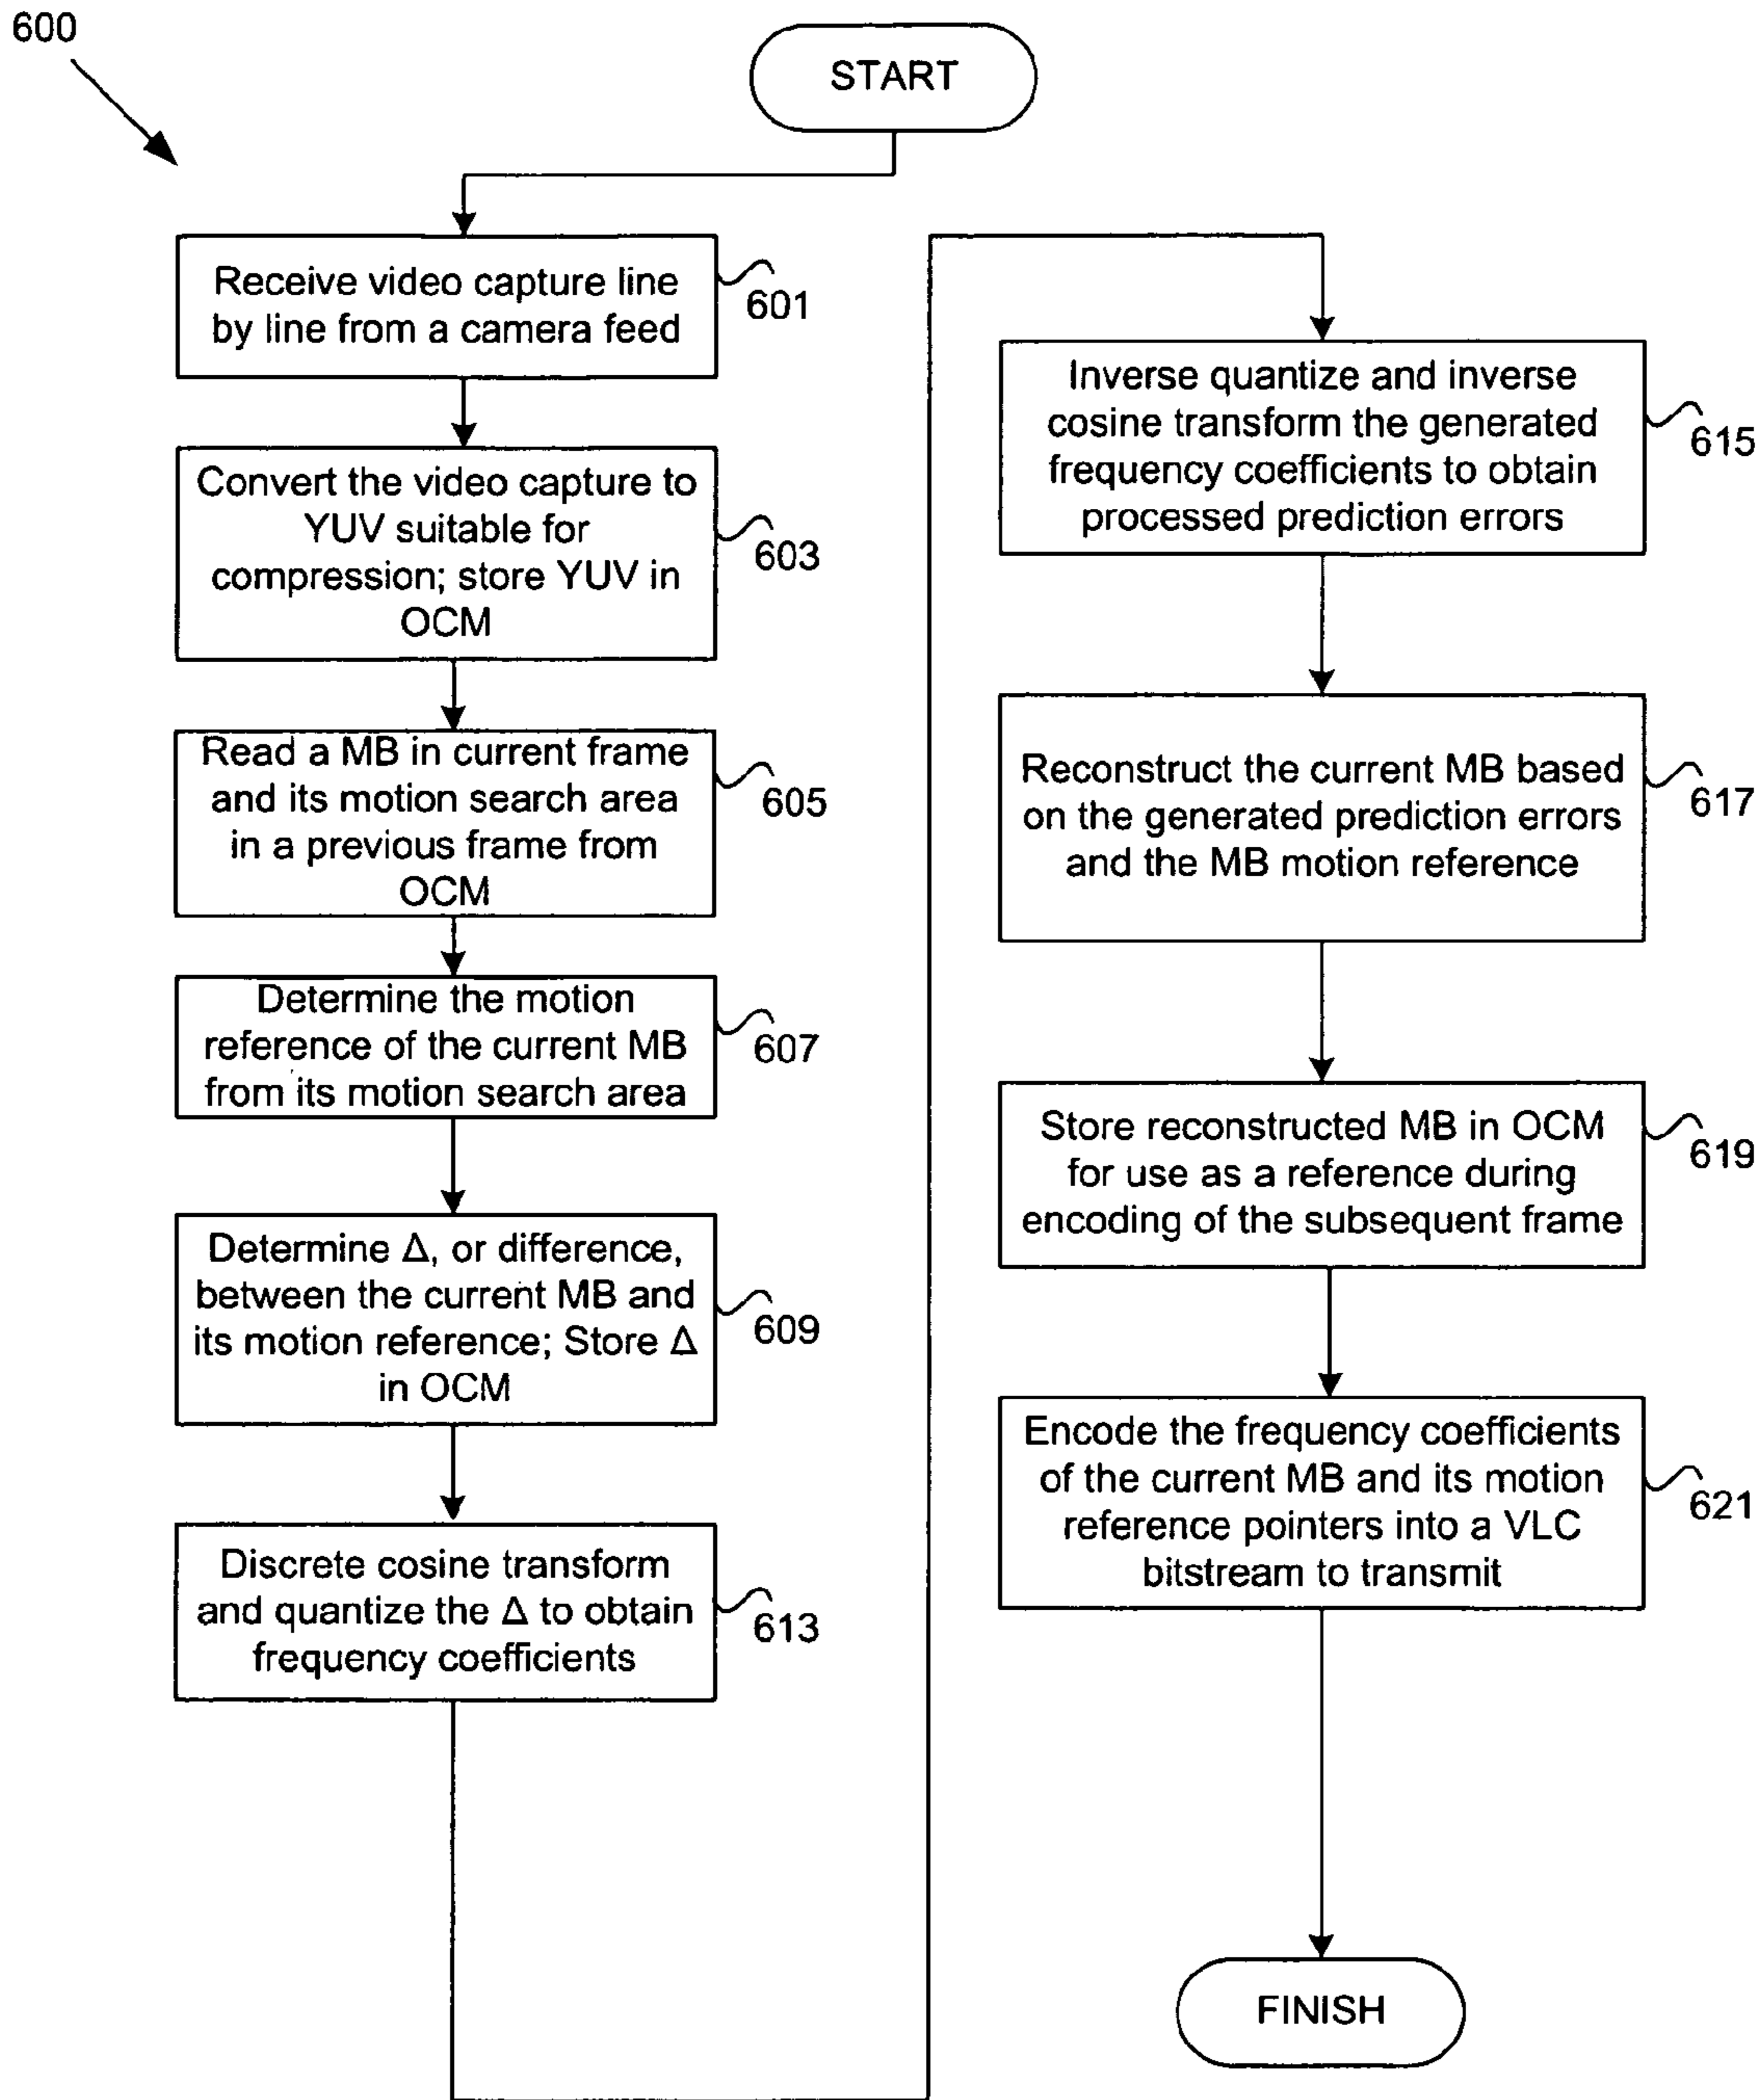 600
START
Receive video capture line
by line from a camera feed
601
Convert the video capture to
YUV suitable for
compression; store YUV in
OCM
603
Read a MB in current frame
and its motion search area
in a previous frame from
OCM
605
Determine the motion
reference of the current MB
from its motion search area
607
Determine Δ, or difference,
between the current MB and
its motion reference; Store Δ
in OCM
609
Discrete cosine transform
and quantize the Δ to obtain
frequency coefficients
613
Inverse quantize and inverse
cosine transform the generated
frequency coefficients to obtain
processed prediction errors
615
Reconstruct the current MB based
on the generated prediction errors
and the MB motion reference
617
Store reconstructed MB in OCM
for use as a reference during
encoding of the subsequent frame
619
Encode the frequency coefficients
of the current MB and its motion
reference pointers into a VLC
bitstream to transmit
621
FINISH